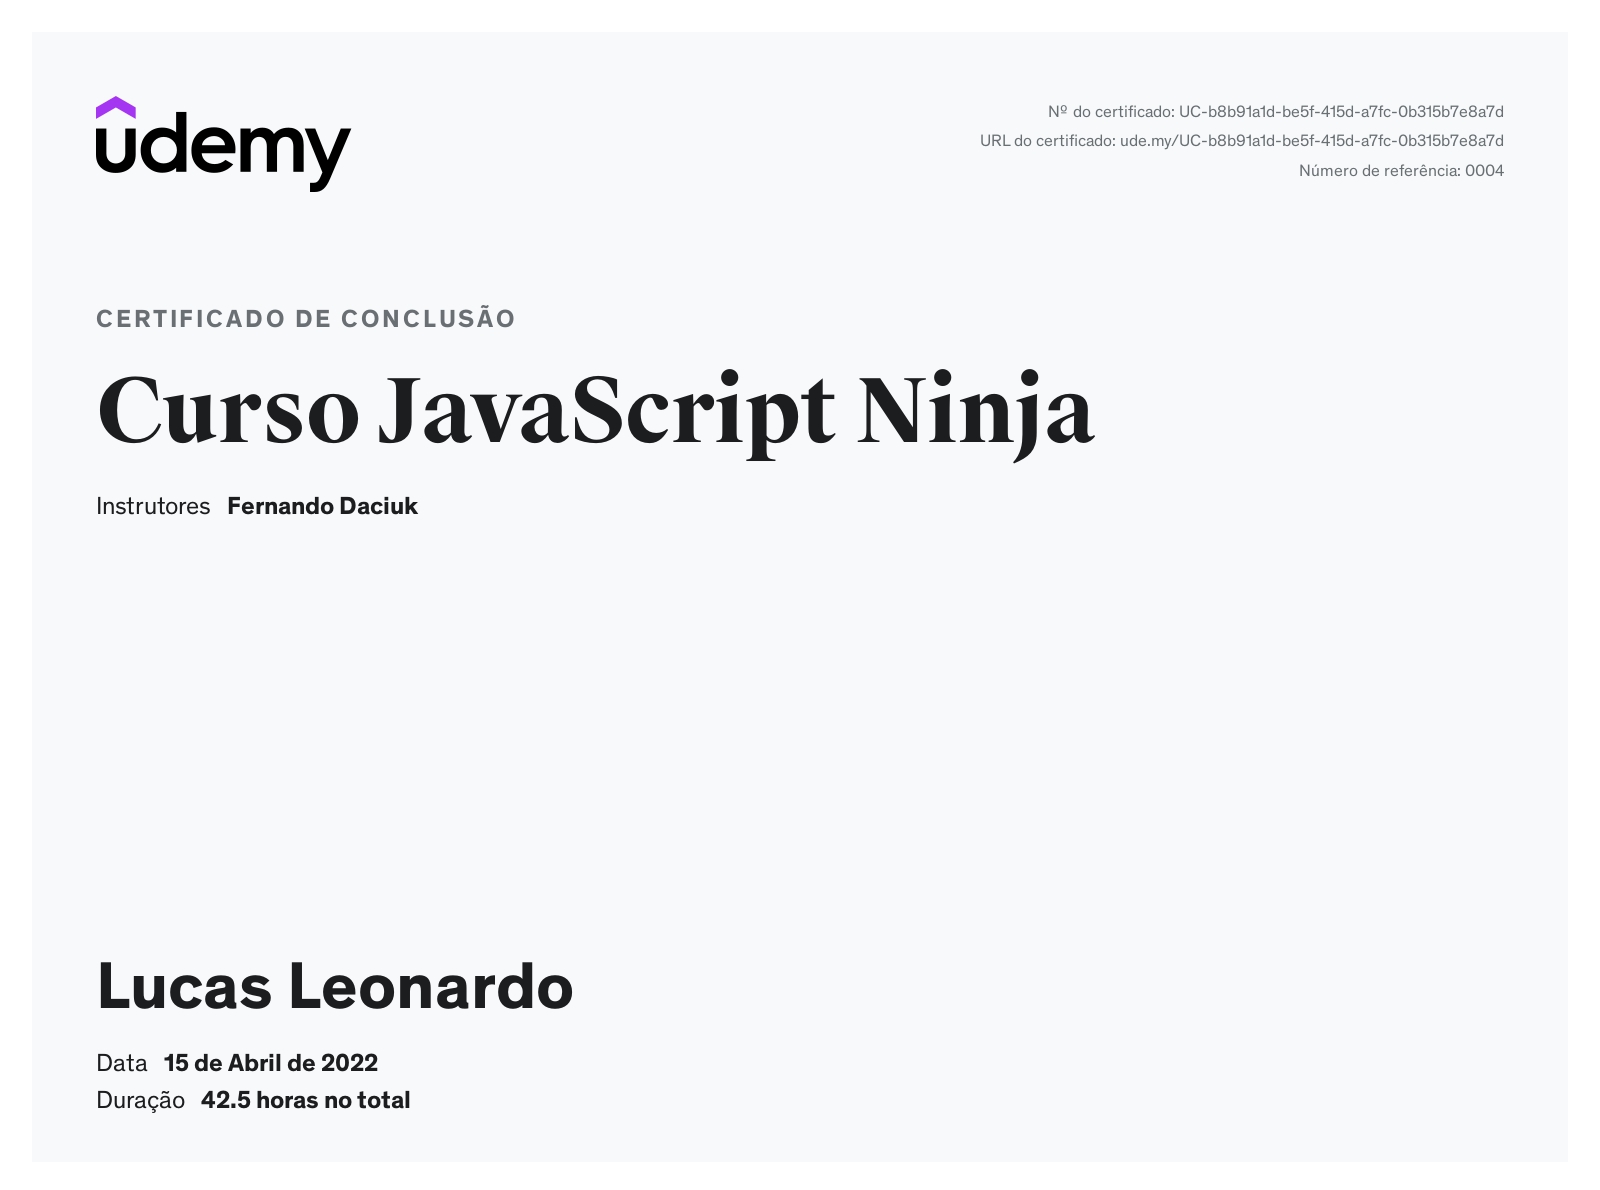 udemy
Nº do certificado: UC-b8b91a1d-be5f-415d-a7fc-0b315b7e8a7d
URL do certificado: ude.my/UC-b8b91a1d-be5f-415d-a7fc-0b315b7e8a7d
Número de referência: 0004
CERTIFICADO DE CONCLUSÃO
Curso JavaScript Ninja
Instrutores Fernando Daciuk
Lucas Leonardo
Data 15 de Abril de 2022
Duração 42.5 horas no total